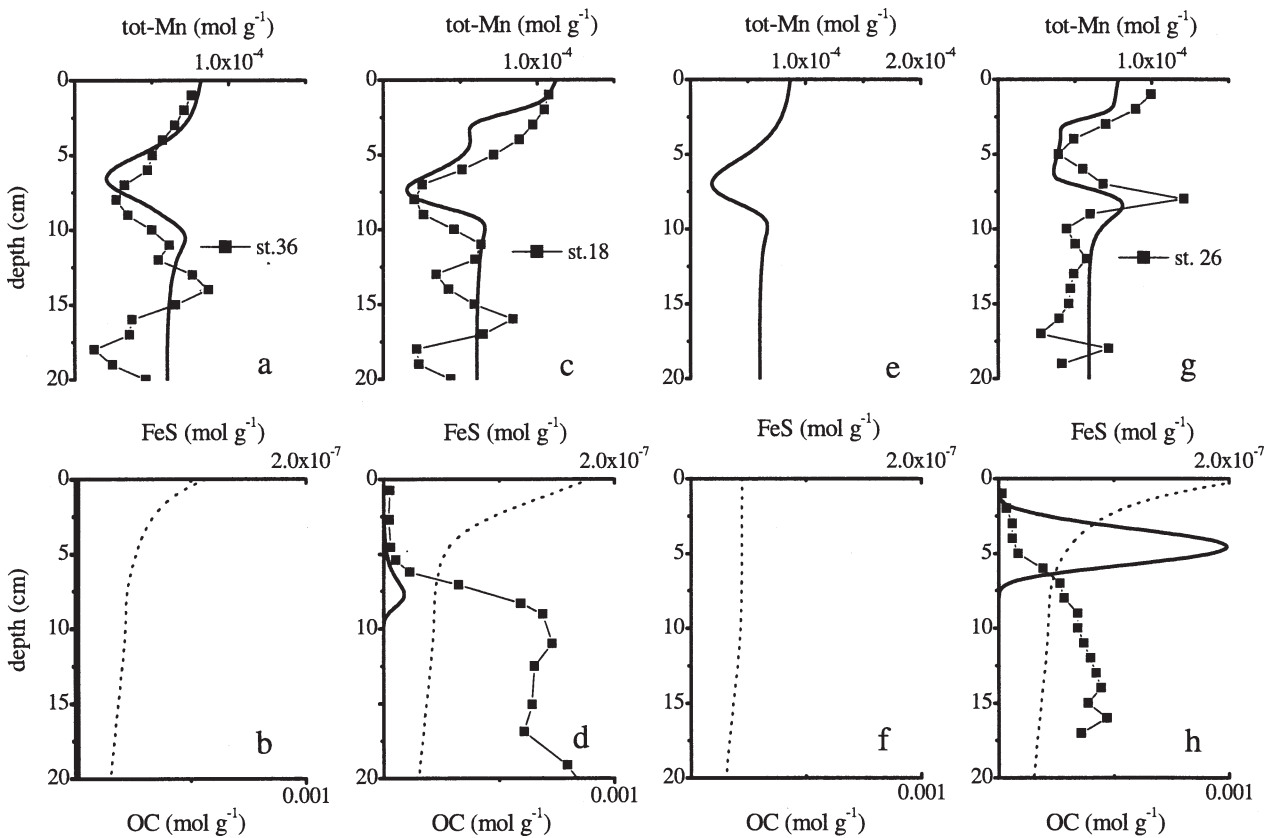 tot-Mn (mol g⁻¹) tot-Mn (mol g⁻¹) tot-Mn (mol g⁻¹) tot-Mn (mol g⁻¹)
1.0x10⁻⁴ 1.0x10⁻⁴ 1.0x10⁻⁴ 2.0x10⁻⁴ 1.0x10⁻⁴
0 0 0 0
5 5 5 5
10 10 10 10
15 15 15 15
20 20 20 20
depth (cm)
st.36 st.18 st. 26
a c e g
FeS (mol g⁻¹) FeS (mol g⁻¹) FeS (mol g⁻¹) FeS (mol g⁻¹)
2.0x10⁻⁷ 2.0x10⁻⁷ 2.0x10⁻⁷ 2.0x10⁻⁷
0 0 0 0
5 5 5 5
10 10 10 10
15 15 15 15
20 20 20 20
depth (cm)
b d f h
0.001 0.001 0.001 0.001
OC (mol g⁻¹) OC (mol g⁻¹) OC (mol g⁻¹) OC (mol g⁻¹)